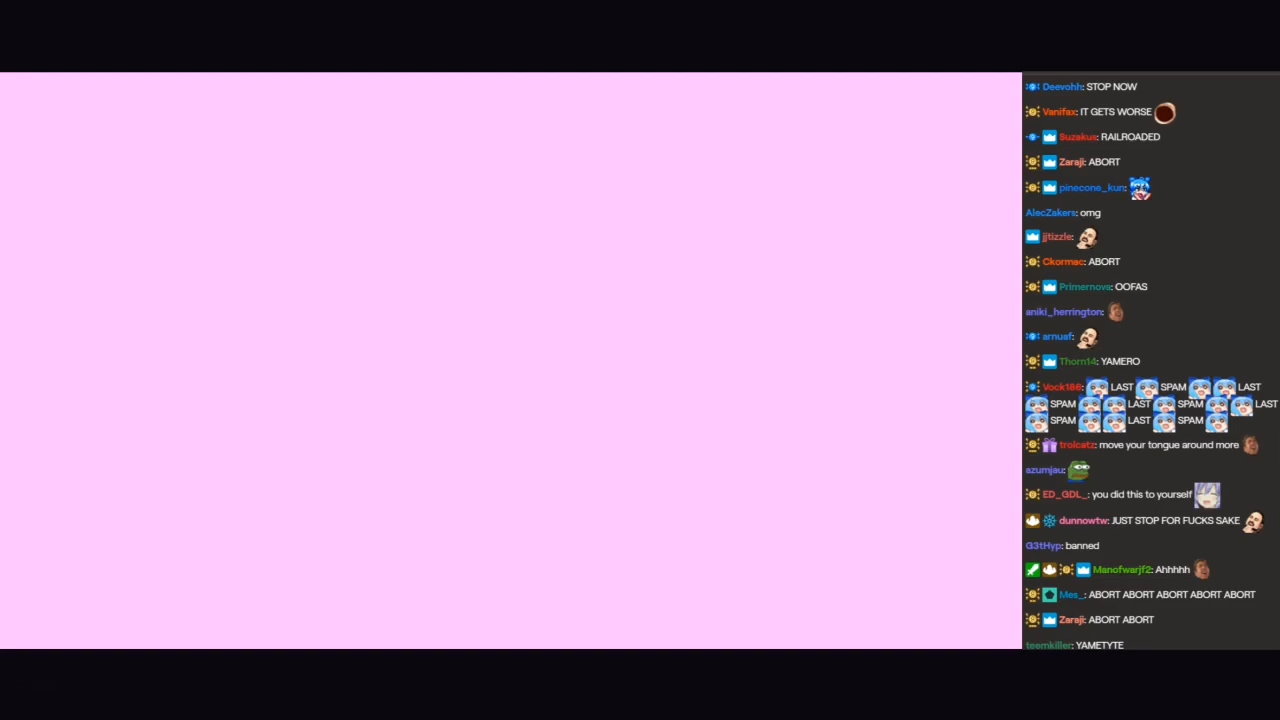 Deevohh: STOP NOW
Vanifax: IT GETS WORSE
Suzakus: RAILROADED
Zaraji: ABORT
pinecone_kun:
AlecZakers: omg
jjtizzle:
Ckormac: ABORT
Primernova: OOFAS
aniki_herrington:
arnuaf:
Thorn14: YAMERO
Vock186: LAST SPAM LAST
SPAM LAST SPAM LAST
SPAM LAST SPAM
trolcatz: move your tongue around more
azumjau:
ED_GDL_: you did this to yourself
dunnowtw: JUST STOP FOR FUCKS SAKE
G3tHyp: banned
Manofwarjf2: Ahhhhh
Mes_: ABORT ABORT ABORT ABORT ABORT
Zaraji: ABORT ABORT
teemkiller: YAMETYTE